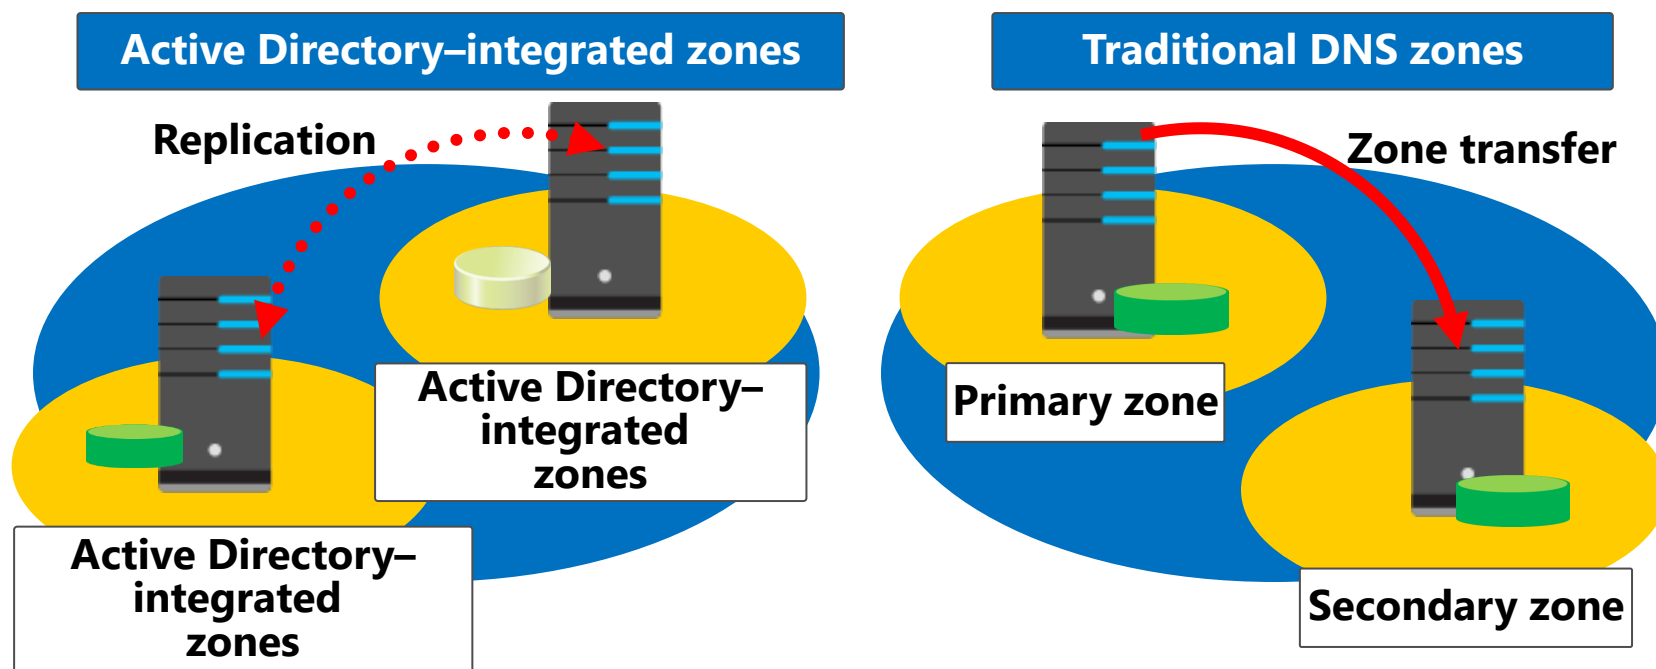 Active Directory–integrated zones
Replication
Active Directory–
integrated
zones
Active Directory–
integrated
zones
Traditional DNS zones
Zone transfer
Primary zone
Secondary zone